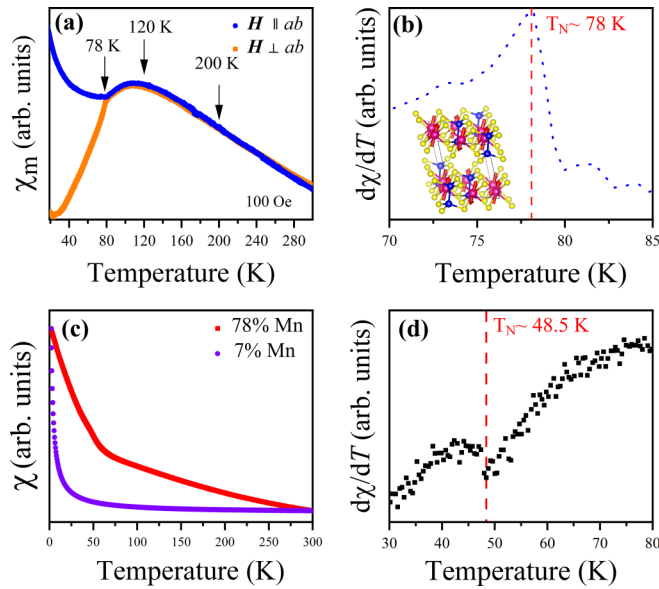 (a)
H ∥ ab
H ⊥ ab
78 K
120 K
200 K
100 Oe
χm (arb. units)
40 80 120 160 200 240 280
Temperature (K)
(b)
TN~ 78 K
dχ/dT (arb. units)
70 75 80 85
Temperature (K)
(c)
78% Mn
7% Mn
χ (arb. units)
0 50 100 150 200 250 300
Temperature (K)
(d)
TN~ 48.5 K
dχ/dT (arb. units)
30 40 50 60 70 80
Temperature (K)